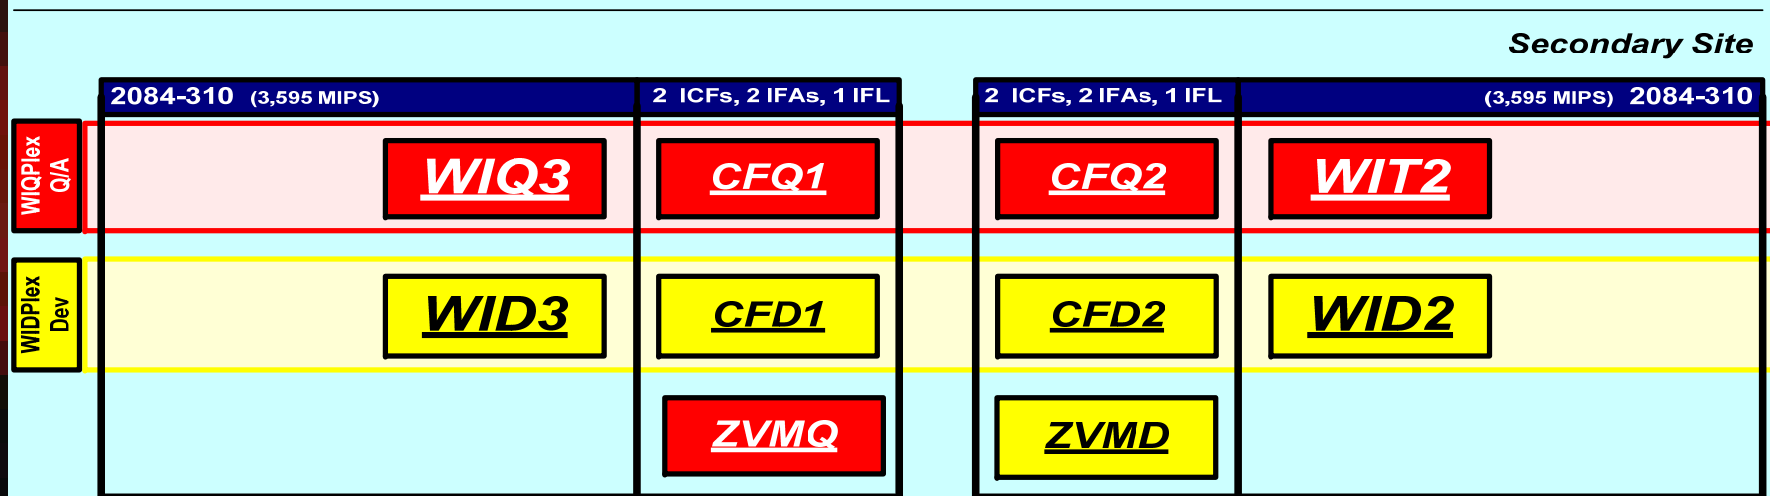 Secondary Site
2084-310 (3,595 MIPS) 2 ICFs, 2 IFAs, 1 IFL 2 ICFs, 2 IFAs, 1 IFL (3,595 MIPS) 2084-310
WIQPlex
Q/A
WIQ3 CFQ1 CFQ2 WIT2
WIDPlex
Dev
WID3 CFD1 CFD2 WID2
ZVMQ ZVMD